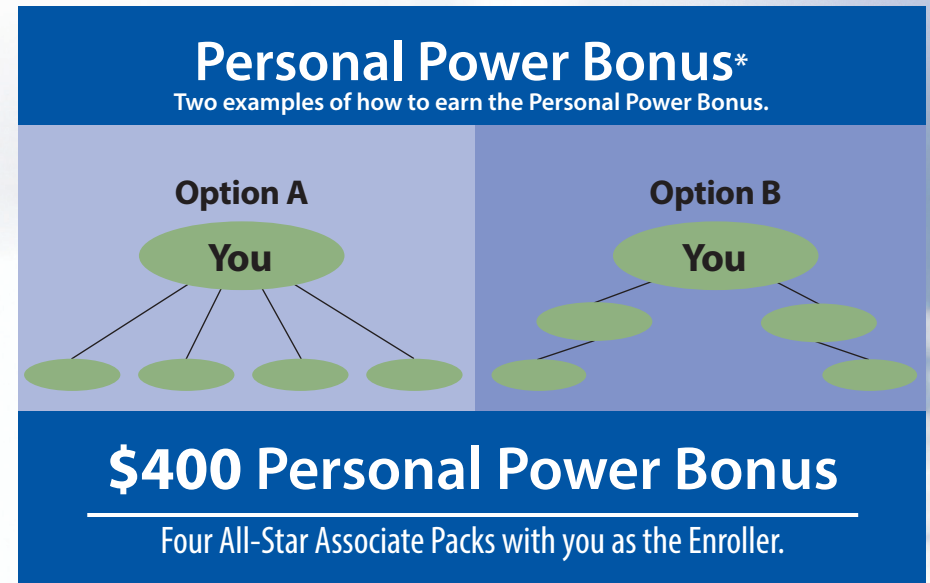 Personal Power Bonus*
Two examples of how to earn the Personal Power Bonus.
Option A
You
Option B
You
$400 Personal Power Bonus
Four All-Star Associate Packs with you as the Enroller.